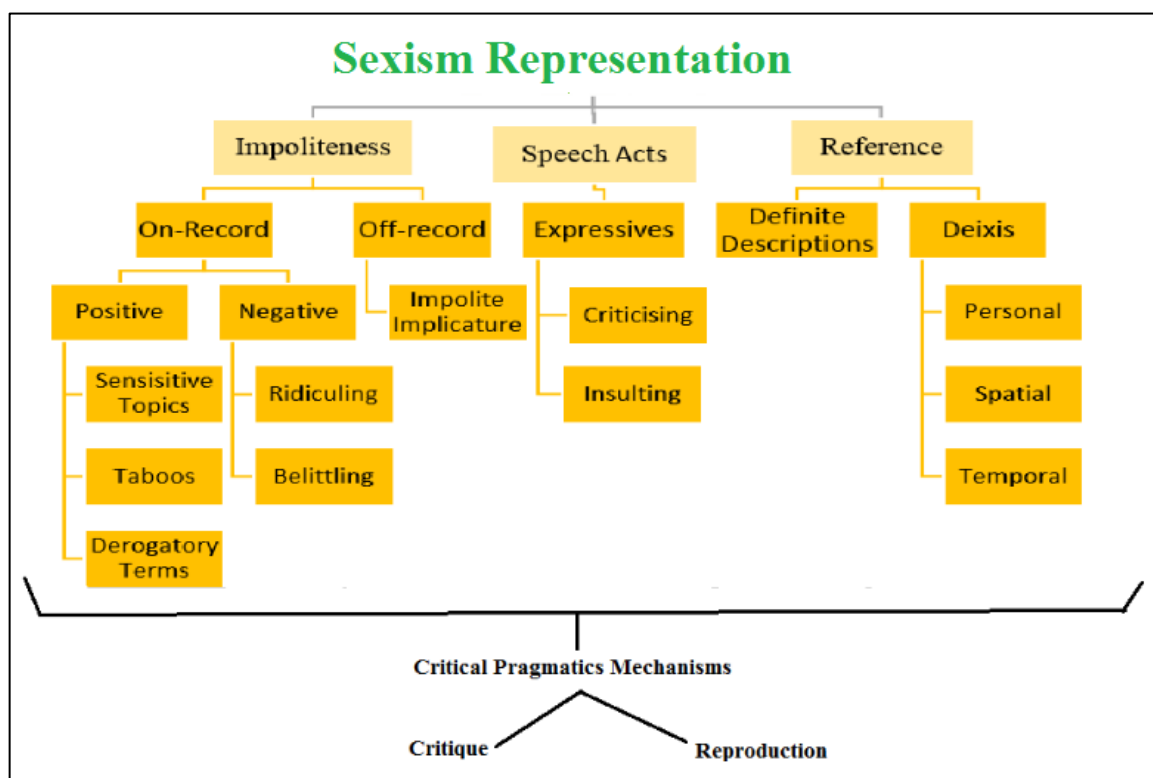 Sexism Representation
Impoliteness
Speech Acts
Reference
On-Record
Off-record
Expressives
Definite
Descriptions
Deixis
Positive
Negative
Impolite
Implicature
Criticising
Personal
Sensisitive
Topics
Ridiculing
Insulting
Spatial
Taboos
Belittling
Temporal
Derogatory
Terms
Critical Pragmatics Mechanisms
Critique
Reproduction